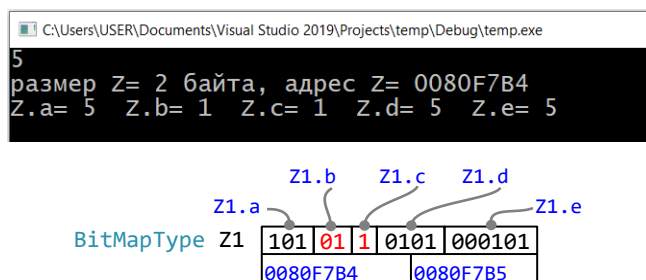 C:\Users\USER\Documents\Visual Studio 2019\Projects\temp\Debug\temp.exe
5
размер Z= 2 байта, адрес Z= 0080F7B4
Z.a= 5 Z.b= 1 Z.c= 1 Z.d= 5 Z.e= 5
Z1.b Z1.c Z1.d
Z1.a Z1.e
BitMapType Z1 101 01 1 0101 000101
0080F7B4 0080F7B5